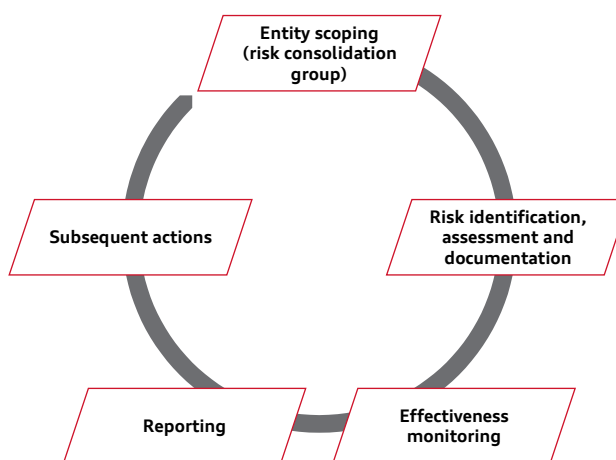 Entity scoping
(risk consolidation
group)
Risk identification,
assessment and
documentation
Effectiveness
monitoring
Reporting
Subsequent actions